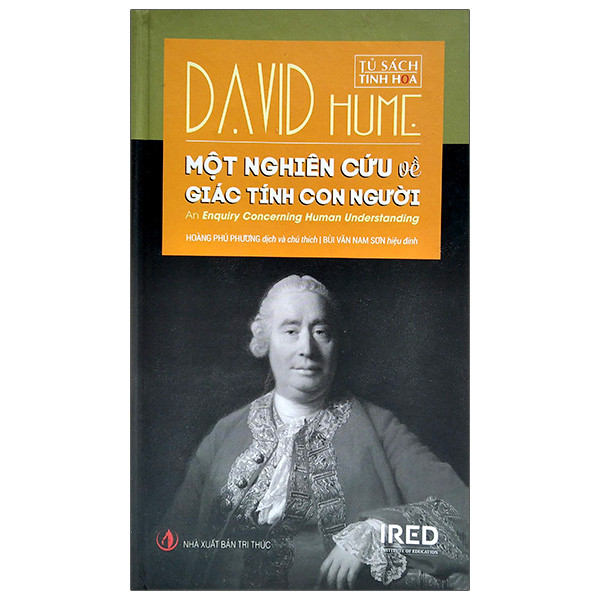 TỦ SÁCH
TINH HOA
DAVID HUME
MỘT NGHIÊN CỨU về
GIÁC TÍNH CON NGƯỜI
An Enquiry Concerning Human Understanding
HOÀNG PHÚ PHƯƠNG dịch và chú thích | BÙI VĂN NAM SƠN hiệu đính
NHÀ XUẤT BẢN TRI THỨC
IRED
INSTITUTE OF EDUCATION